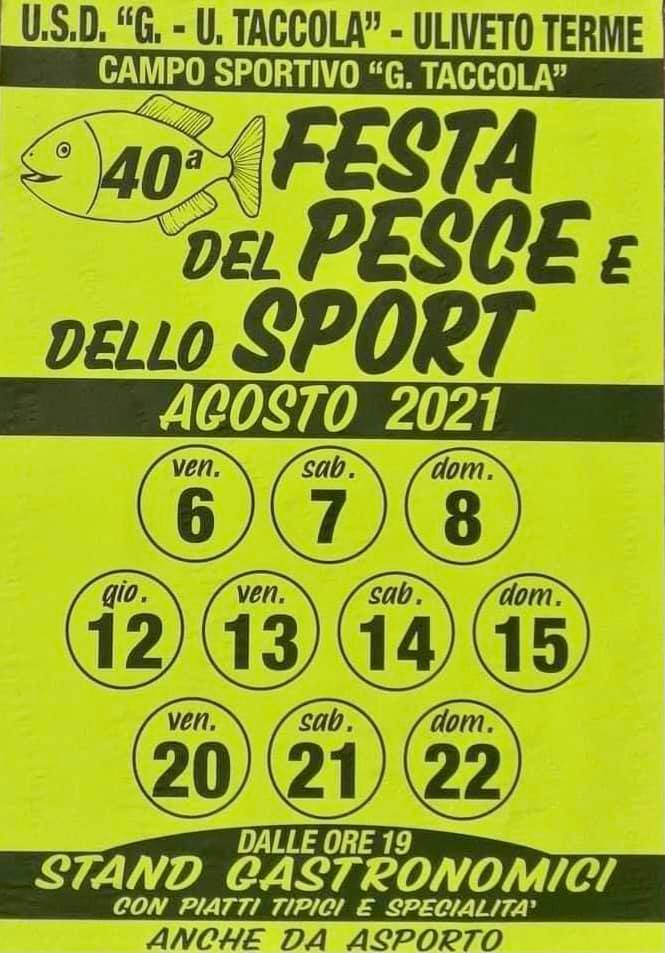 U.S.D. “G. - U. TACCOLA” - ULIVETO TERME
CAMPO SPORTIVO “G. TACCOLA”
40ª FESTA
DEL PESCE E
DELLO SPORT
AGOSTO 2021
ven. sab. dom.
6 7 8
gio. ven. sab. dom.
12 13 14 15
ven. sab. dom.
20 21 22
DALLE ORE 19
STAND GASTRONOMICI
CON PIATTI TIPICI E SPECIALITA'
ANCHE DA ASPORTO